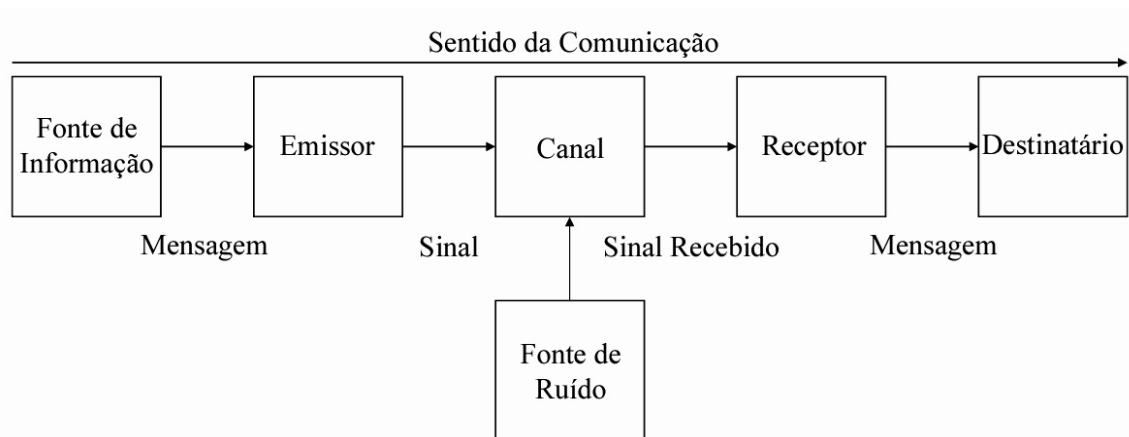 Sentido da Comunicação
Fonte de
Informação
Emissor
Canal
Receptor
Destinatário
Mensagem
Sinal
Sinal Recebido
Mensagem
Fonte de
Ruído